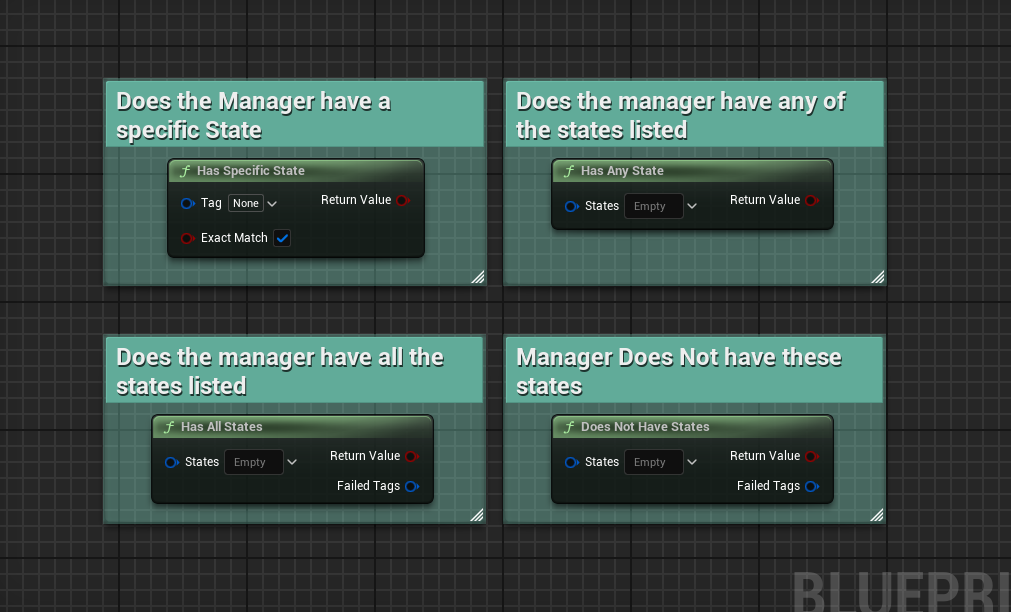 Does the Manager have a
specific State
Has Specific State
Tag None
Return Value
Exact Match
Does the manager have any of
the states listed
Has Any State
States Empty
Return Value
Does the manager have all the
states listed
Has All States
States Empty
Return Value
Failed Tags
Manager Does Not have these
states
Does Not Have States
States Empty
Return Value
Failed Tags
BLUEPRI